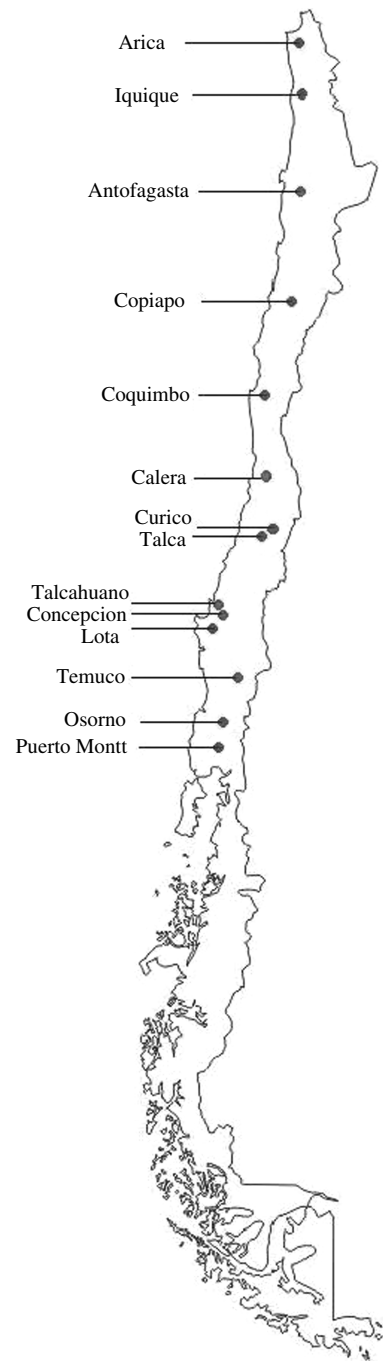 Arica
Iquique
Antofagasta
Copiapo
Coquimbo
Calera
Curico
Talca
Talcahuano
Concepcion
Lota
Temuco
Osorno
Puerto Montt